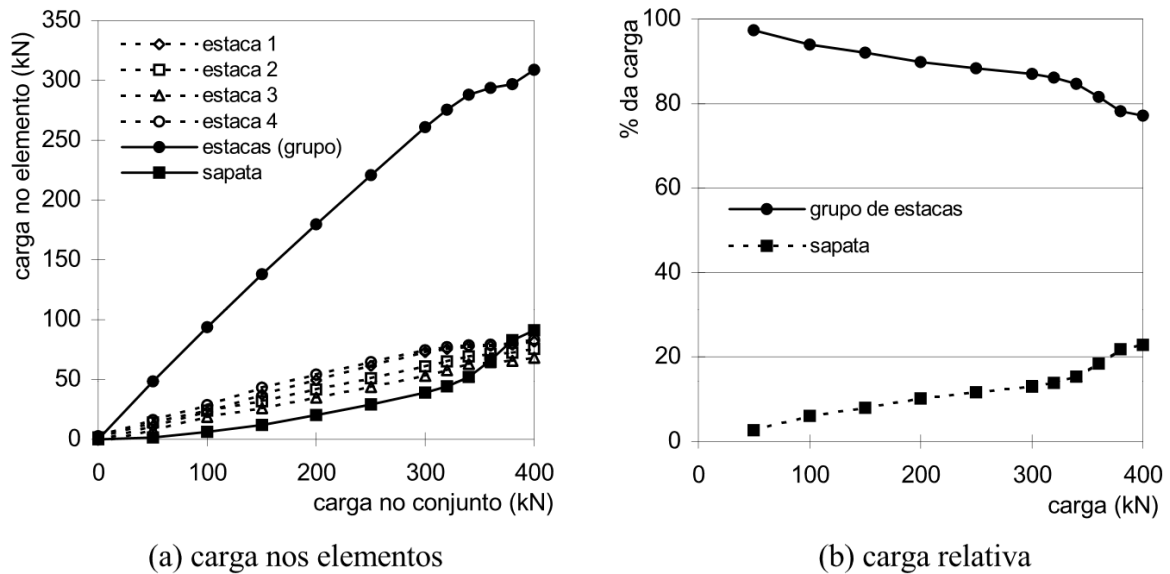 350
300
250
200
150
100
50
0
carga no elemento (kN)
estaca 1
estaca 2
estaca 3
estaca 4
estacas (grupo)
sapata
0 100 200 300 400
carga no conjunto (kN)
(a) carga nos elementos
100
80
60
40
20
0
% da carga
grupo de estacas
sapata
0 100 200 300 400
carga (kN)
(b) carga relativa